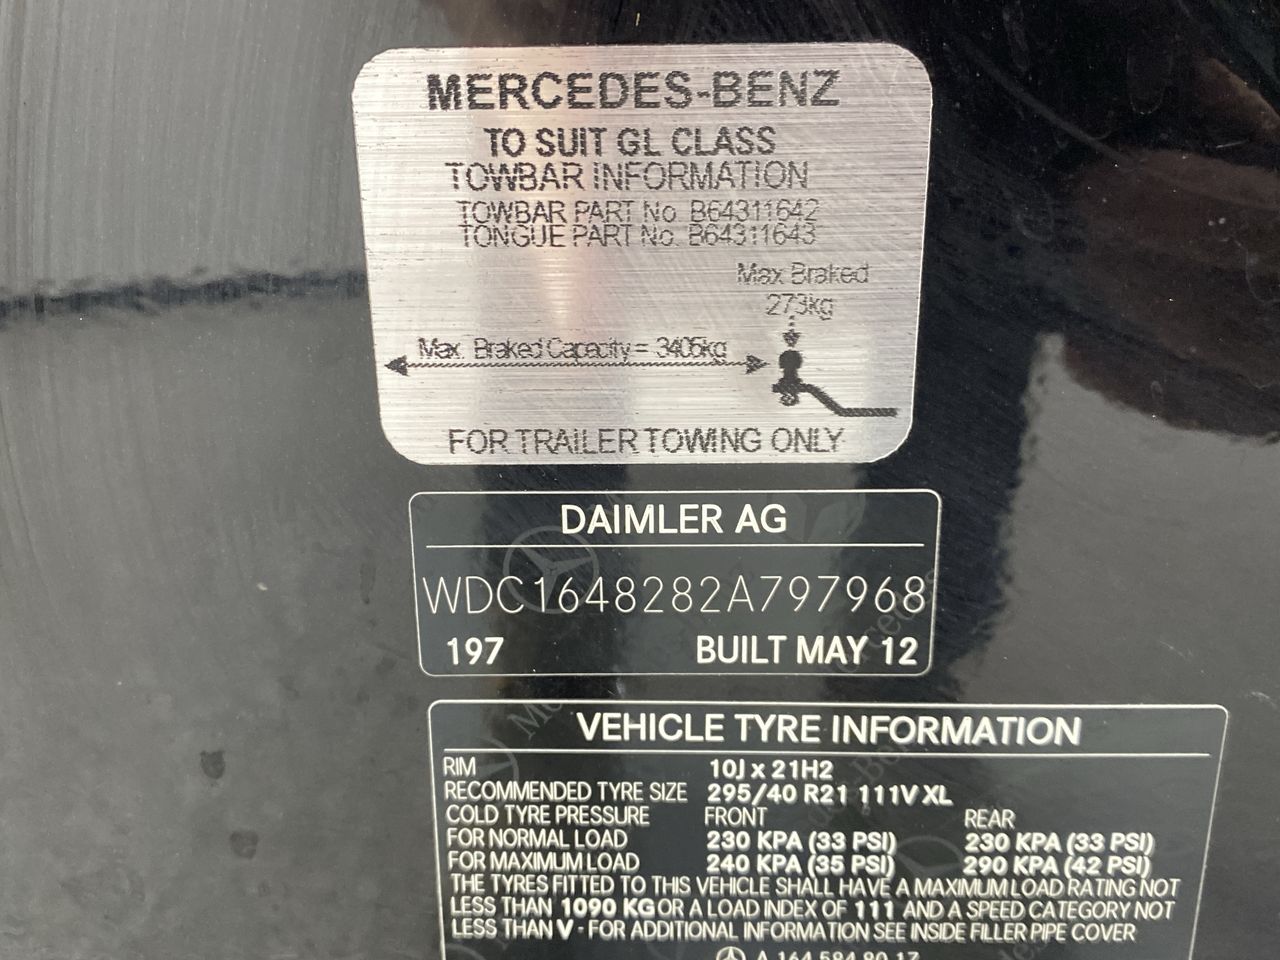 MERCEDES-BENZ
TO SUIT GL CLASS
TOWBAR INFORMATION
TOWBAR PART No. B64311642
TONGUE PART No. B64311643
Max Braked
273kg
Max. Braked Capacity = 3405kg
FOR TRAILER TOWING ONLY
DAIMLER AG
WDC1648282A797968
197 BUILT MAY 12
VEHICLE TYRE INFORMATION
RIM 10J x 21H2
RECOMMENDED TYRE SIZE 295/40 R21 111V XL
COLD TYRE PRESSURE FRONT REAR
FOR NORMAL LOAD 230 KPA (33 PSI) 230 KPA (33 PSI)
FOR MAXIMUM LOAD 240 KPA (35 PSI) 290 KPA (42 PSI)
THE TYRES FITTED TO THIS VEHICLE SHALL HAVE A MAXIMUM LOAD RATING NOT
LESS THAN 1090 KG OR A LOAD INDEX OF 111 AND A SPEED CATEGORY NOT
LESS THAN V - FOR ADDITIONAL INFORMATION SEE INSIDE FILLER PIPE COVER
A 164 584 80 17